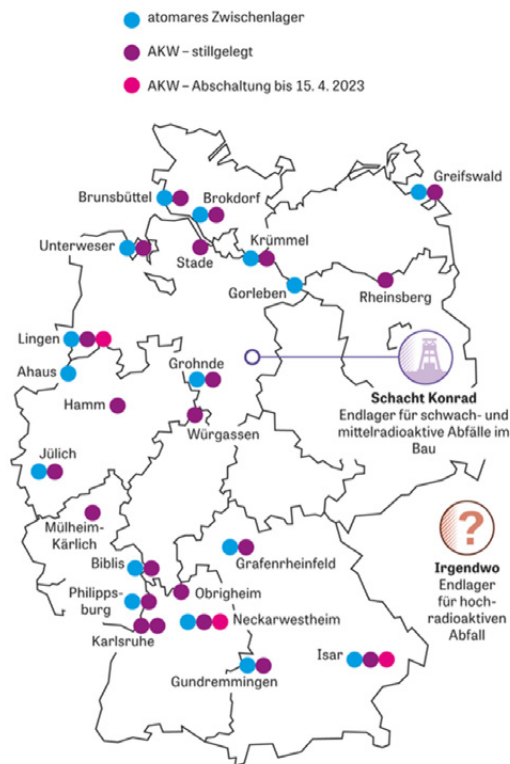 atomares Zwischenlager
AKW – stillgelegt
AKW – Abschaltung bis 15. 4. 2023
Greifswald
Brunsbüttel
Brokdorf
Unterweser
Stade
Krümmel
Gorleben
Rheinsberg
Lingen
Ahaus
Grohnde
Hamm
Würgassen
Schacht Konrad
Endlager für schwach- und
mittelradioaktive Abfälle im
Bau
Jülich
Mülheim-
Kärlich
?
Irgendwo
Endlager
für hoch-
radioaktiven
Abfall
Grafenrheinfeld
Biblis
Obrigheim
Philipps-
burg
Neckarwestheim
Karlsruhe
Isar
Gundremmingen